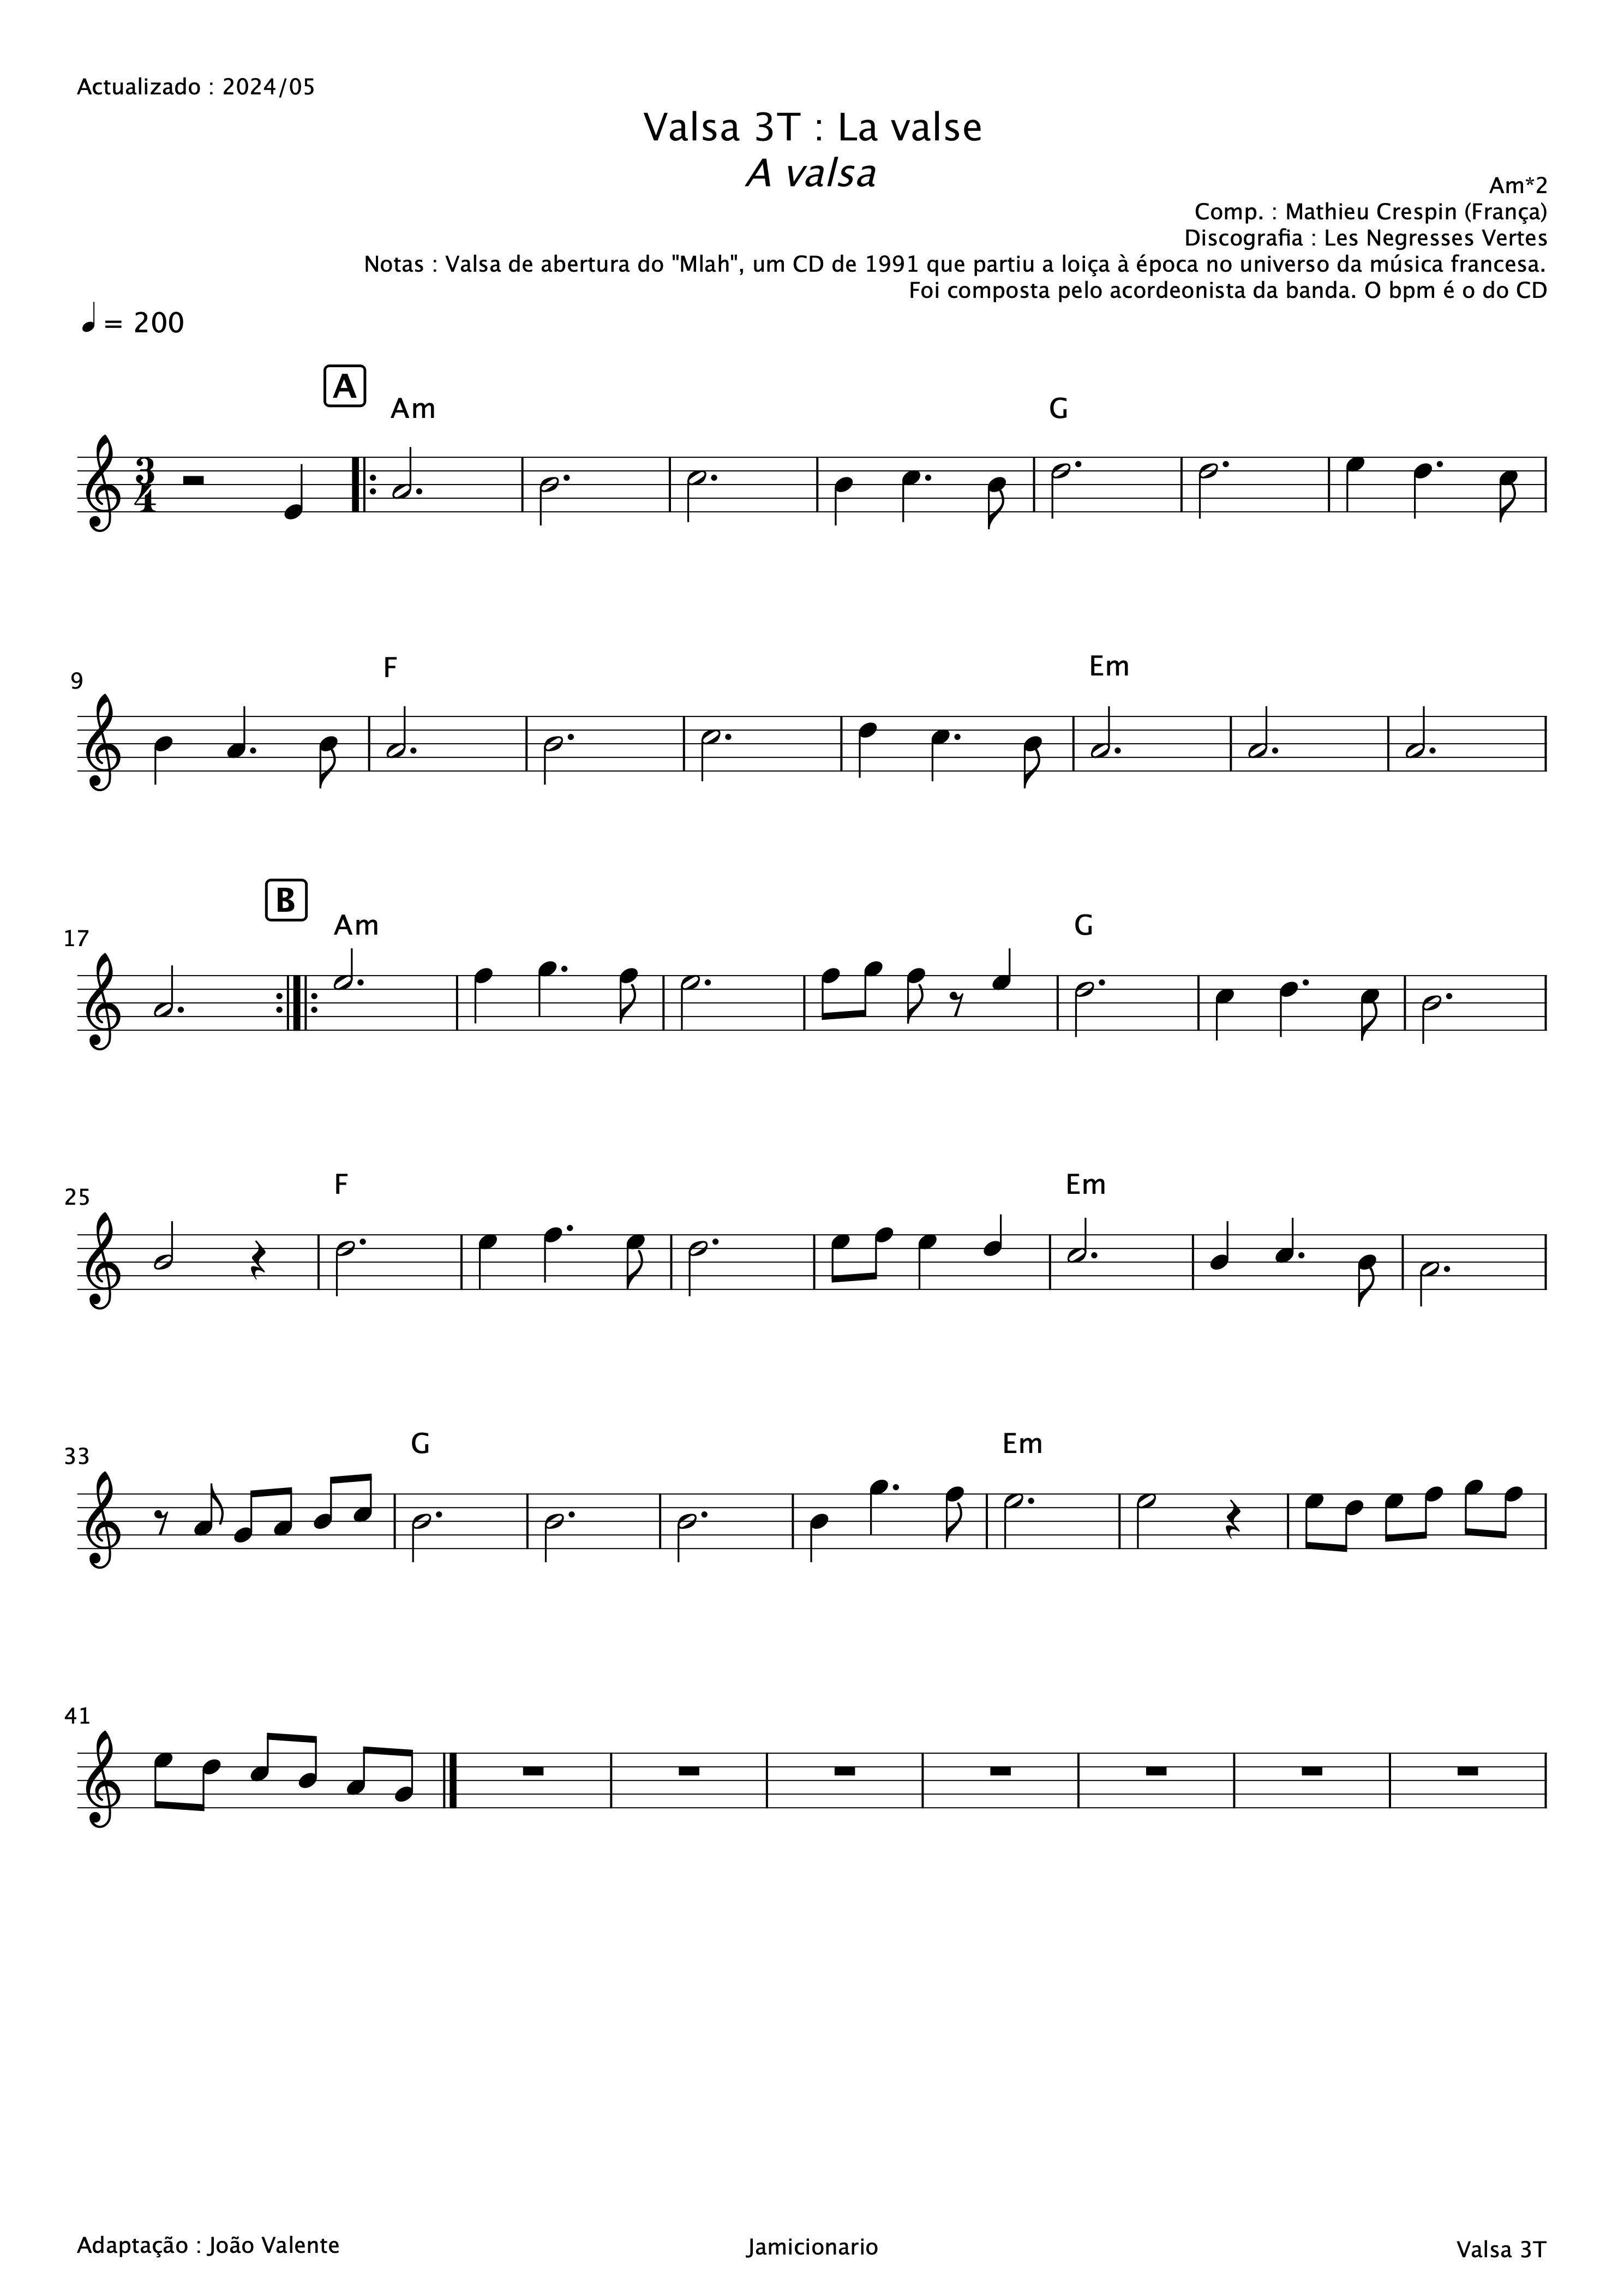 Actualizado : 2024/05
Valsa 3T : La valse
A valsa
Am*2
Comp. : Mathieu Crespin (França)
Discografia : Les Negresses Vertes
Notas : Valsa de abertura do "Mlah", um CD de 1991 que partiu a loiça à época no universo da música francesa.
Foi composta pelo acordeonista da banda. O bpm é o do CD
= 200
A
Am G
3
4
9
F Em
B
17
Am G
25
F Em
33
G Em
41
Adaptação : João Valente Jamicionario Valsa 3T